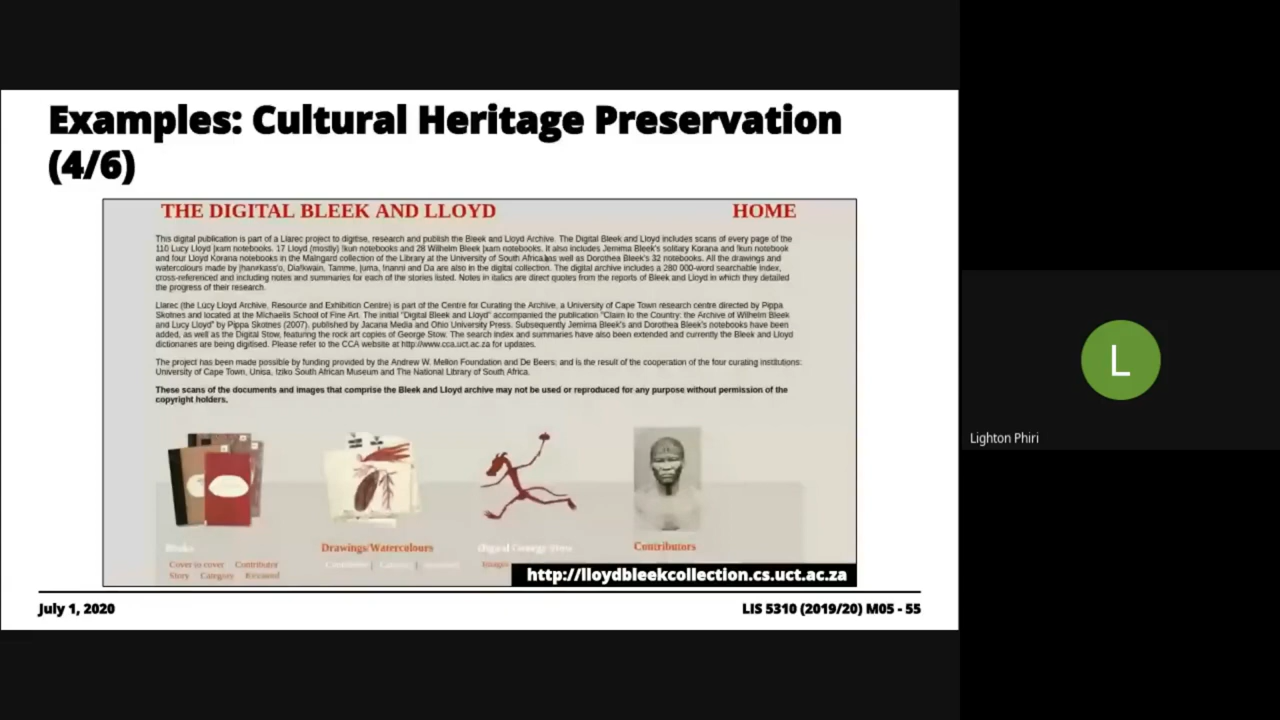 Examples: Cultural Heritage Preservation
(4/6)
THE DIGITAL BLEEK AND LLOYD
HOME
This digital publication is part of a Llarec project to digitise, research and publish the Bleek and Lloyd Archive. The Digital Bleek and Lloyd includes scans of every page of the
110 Lucy Lloyd |xam notebooks. 17 Lloyd (mostly) !kun notebooks and 28 Wilhelm Bleek |xam notebooks. It also includes Jemima Bleek's solitary Korana and !kun notebook
and four Lloyd Korana notebooks in the Maingard collection of the Library at the University of South Africa as well as Dorothea Bleek's 32 notebooks. All the drawings and
watercolours made by |han≠kass'o, Dia!kwain, Tamme, |uma, !nanni and Da are also in the digital collection. The digital archive includes a 280 000-word searchable index,
cross-referenced and including notes and summaries for each of the stories listed. Notes in italics are direct quotes from the reports of Bleek and Lloyd in which they detailed
the progress of their research.
Llarec (the Lucy Lloyd Archive, Resource and Exhibition Centre) is part of the Centre for Curating the Archive, a University of Cape Town research centre directed by Pippa
Skotnes and located at the Michaelis School of Fine Art. The initial "Digital Bleek and Lloyd" accompanied the publication "Claim to the Country: the Archive of Wilhelm Bleek
and Lucy Lloyd" by Pippa Skotnes (2007). published by Jacana Media and Ohio University Press. Subsequently Jemima Bleek's and Dorothea Bleek's notebooks have been
added, as well as the Digital Stow, featuring the rock art copies of George Stow. The search index and summaries have also been extended and currently the Bleek and Lloyd
dictionaries are being digitised. Please refer to the CCA website at http://www.cca.uct.ac.za for updates.
The project has been made possible by funding provided by the Andrew W. Mellon Foundation and De Beers; and is the result of the cooperation of the four curating institutions:
University of Cape Town, Unisa, Iziko South African Museum and The National Library of South Africa.
These scans of the documents and images that comprise the Bleek and Lloyd archive may not be used or reproduced for any purpose without permission of the
copyright holders.
Books
Drawings/Watercolours
Digital George Stow
Contributors
Cover to cover Contributor
Contributor | Category | Keyword
Images
Story Category Keyword
http://lloydbleekcollection.cs.uct.ac.za
July 1, 2020
LIS 5310 (2019/20) M05 - 55
L
Lighton Phiri